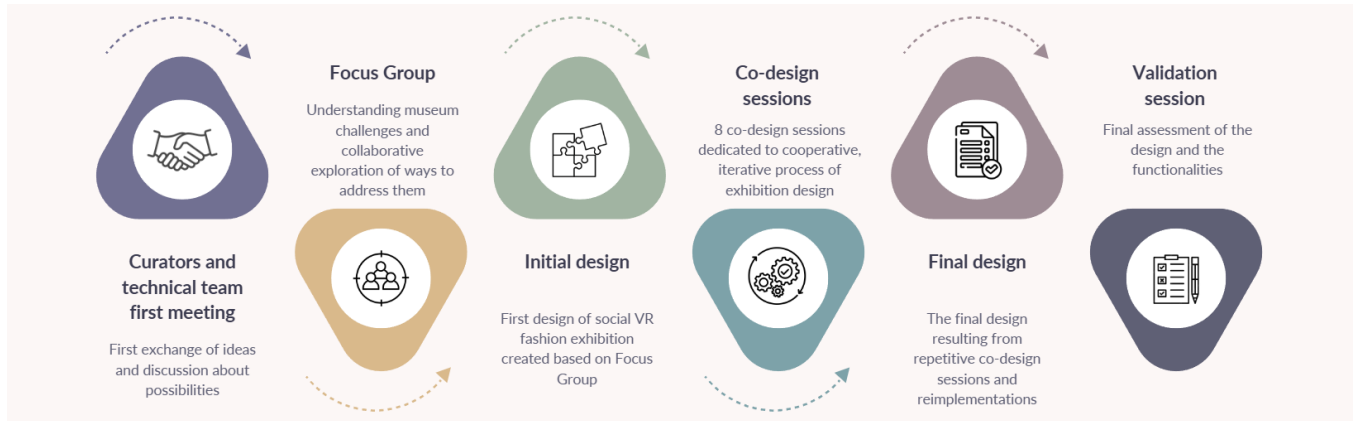 Curators and
technical team
first meeting
First exchange of ideas
and discussion about
possibilities
Focus Group
Understanding museum
challenges and
collaborative
exploration of ways to
address them
Initial design
First design of social VR
fashion exhibition
created based on Focus
Group
Co-design
sessions
8 co-design sessions
dedicated to cooperative,
iterative process of
exhibition design
Final design
The final design
resulting from
repetitive co-design
sessions and
reimplementations
Validation
session
Final assessment of the
design and the
functionalities